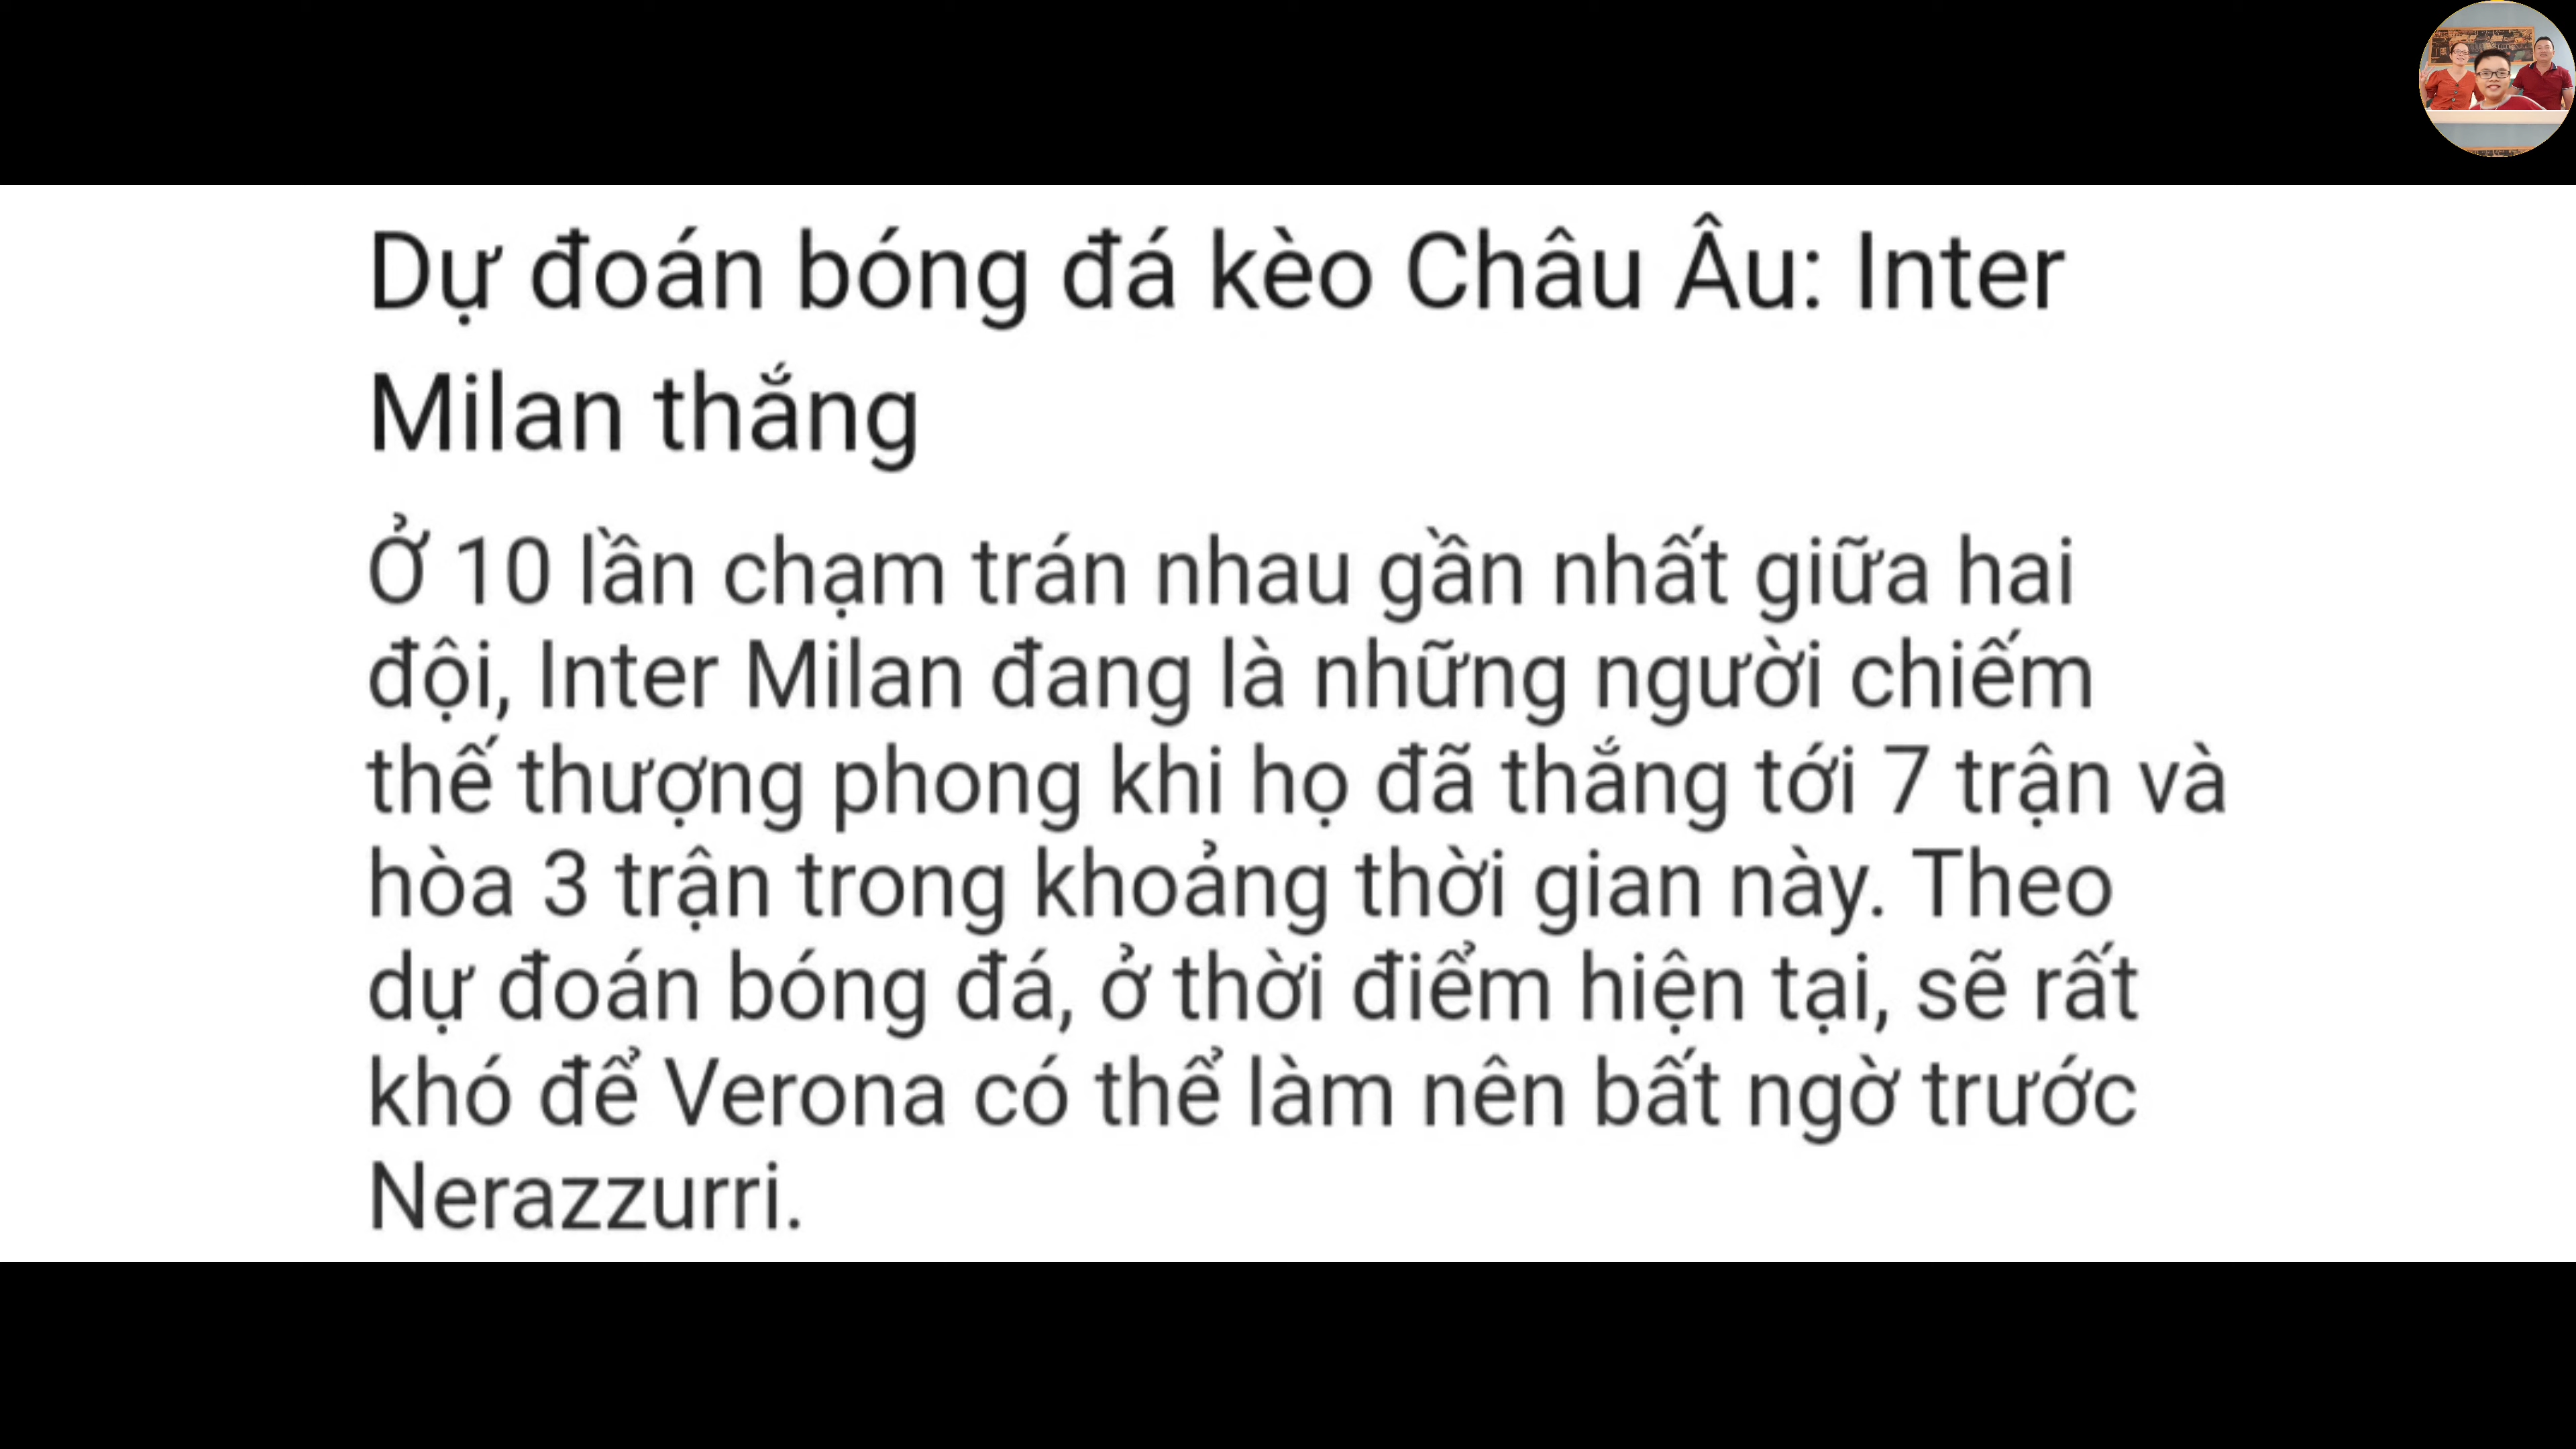 Dự đoán bóng đá kèo Châu Âu: Inter
Milan thắng
Ở 10 lần chạm trán nhau gần nhất giữa hai
đội, Inter Milan đang là những người chiếm
thế thượng phong khi họ đã thắng tới 7 trận và
hòa 3 trận trong khoảng thời gian này. Theo
dự đoán bóng đá, ở thời điểm hiện tại, sẽ rất
khó để Verona có thể làm nên bất ngờ trước
Nerazzurri.